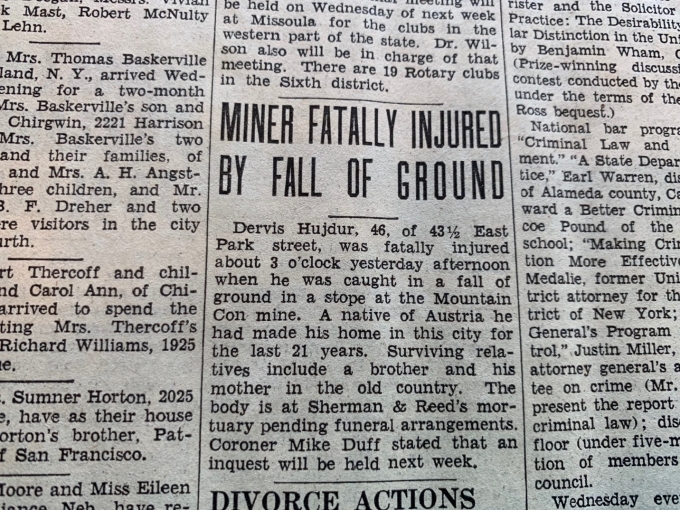 k Mast, Robert McNulty
Lehn.
Mrs. Thomas Baskerville
land, N. Y., arrived Wed-
ening for a two-month
Mrs. Baskerville's son and
Chirgwin, 2221 Harrison
Mrs. Baskerville's two
and their families, of
and Mrs. A. H. Angst-
hree children, and Mr.
B. F. Dreher and two
re visitors in the city
urth.
rt Thercoff and chil-
nd Carol Ann, of Chi-
arrived to spend the
ting Mrs. Thercoff's
Richard Williams, 1925
e.
. Sumner Horton, 2025
e, have as their house
orton's brother, Pat-
f San Francisco.
Moore and Miss Eileen
be held on Wednesday of next week
at Missoula for the clubs in the
western part of the state. Dr. Wil-
son also will be in charge of that
meeting. There are 19 Rotary clubs
in the Sixth district.
MINER FATALLY INJURED
BY FALL OF GROUND
Dervis Hujdur, 46, of 43½ East
Park street, was fatally injured
about 3 o'clock yesterday afternoon
when he was caught in a fall of
ground in a stope at the Mountain
Con mine. A native of Austria he
had made his home in this city for
the last 21 years. Surviving rela-
tives include a brother and his
mother in the old country. The
body is at Sherman & Reed's mor-
tuary pending funeral arrangements.
Coroner Mike Duff stated that an
inquest will be held next week.
DIVORCE ACTIONS
rister and the Solicitor
Practice: The Desirability
lar Distinction in the Uni
by Benjamin Wham, C
(Prize-winning discussi
contest conducted by the
under the terms of the
Ross bequest.)
National bar progra
"Criminal Law and
ment." "A State Depar
tice," Earl Warren, dis
of Alameda county, Ca
ward a Better Crimin
coe Pound of the
school; "Making Crim
tion More Effective
Medalie, former Uni
trict attorney for th
trict of New York;
General's Program
trol," Justin Miller,
attorney general's a
tee on crime (Mr.
present the report
criminal law); disc
floor (under five-m
tion of members
council.
Wednesday eve